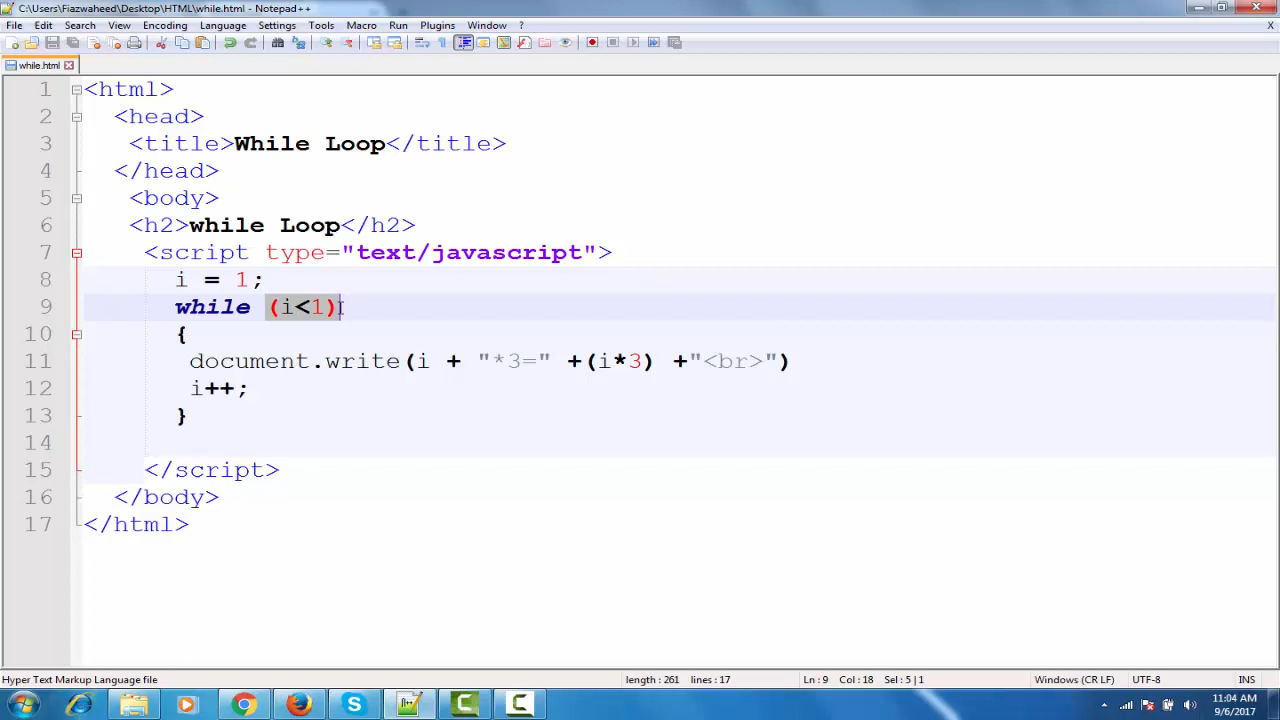 C:\Users\Fiazwaheed\Desktop\HTML\while.html - Notepad++
File Edit Search View Encoding Language Settings Tools Macro Run Plugins Window ? X
while.html
1 <html>
2 <head>
3 <title>While Loop</title>
4 </head>
5 <body>
6 <h2>while Loop</h2>
7 <script type="text/javascript">
8 i = 1;
9 while (i<1)
10 {
11 document.write(i + "*3=" +(i*3) +"<br>")
12 i++;
13 }
14
15 </script>
16 </body>
17 </html>
Hyper Text Markup Language file length : 261 lines : 17 Ln : 9 Col : 18 Sel : 5 | 1 Windows (CR LF) UTF-8 INS
11:04 AM
9/6/2017